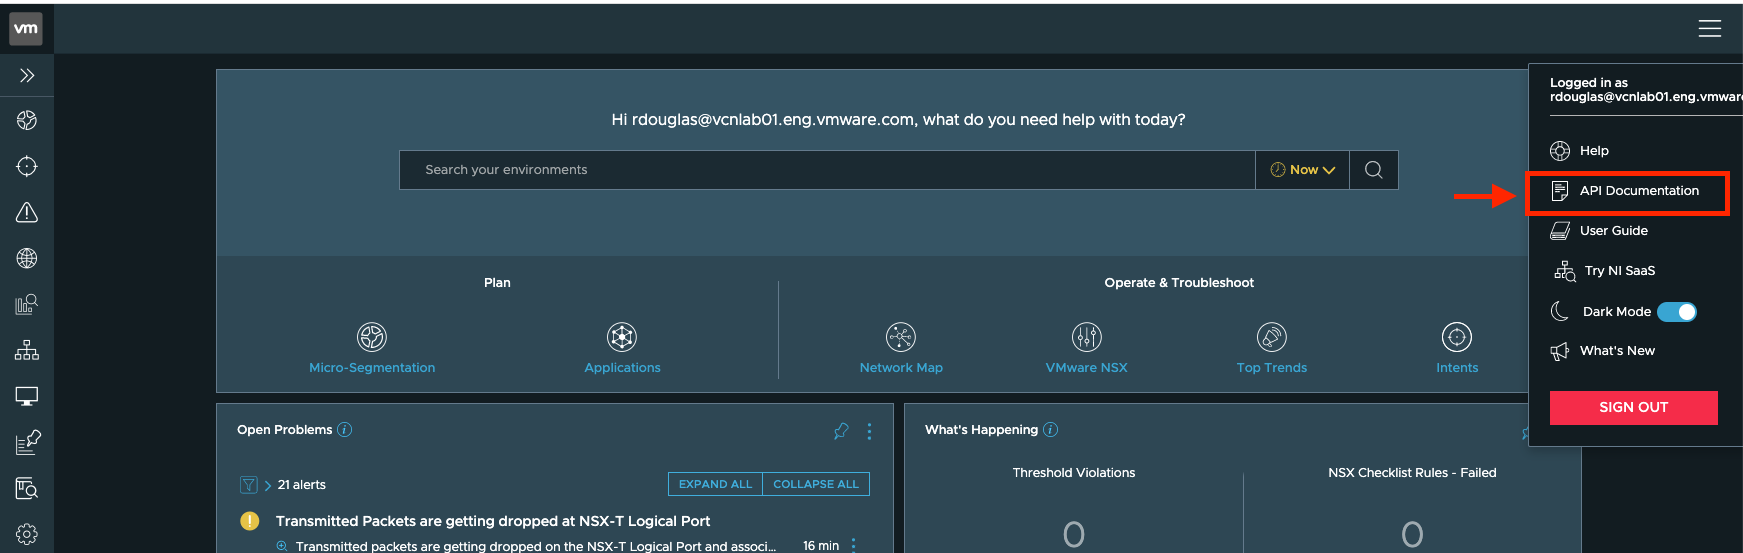 vm
Logged in as
rdouglas@vcnlab01.eng.vmware
Hi rdouglas@vcnlab01.eng.vmware.com, what do you need help with today?
Search your environments
Now
Help
API Documentation
User Guide
Try NI SaaS
Dark Mode
What's New
SIGN OUT
Plan
Operate & Troubleshoot
Micro-Segmentation
Applications
Network Map
VMware NSX
Top Trends
Intents
Open Problems
What's Happening
21 alerts
EXPAND ALL
COLLAPSE ALL
Threshold Violations
NSX Checklist Rules - Failed
Transmitted Packets are getting dropped at NSX-T Logical Port
0
0
Transmitted packets are getting dropped on the NSX-T Logical Port and associ...
16 min